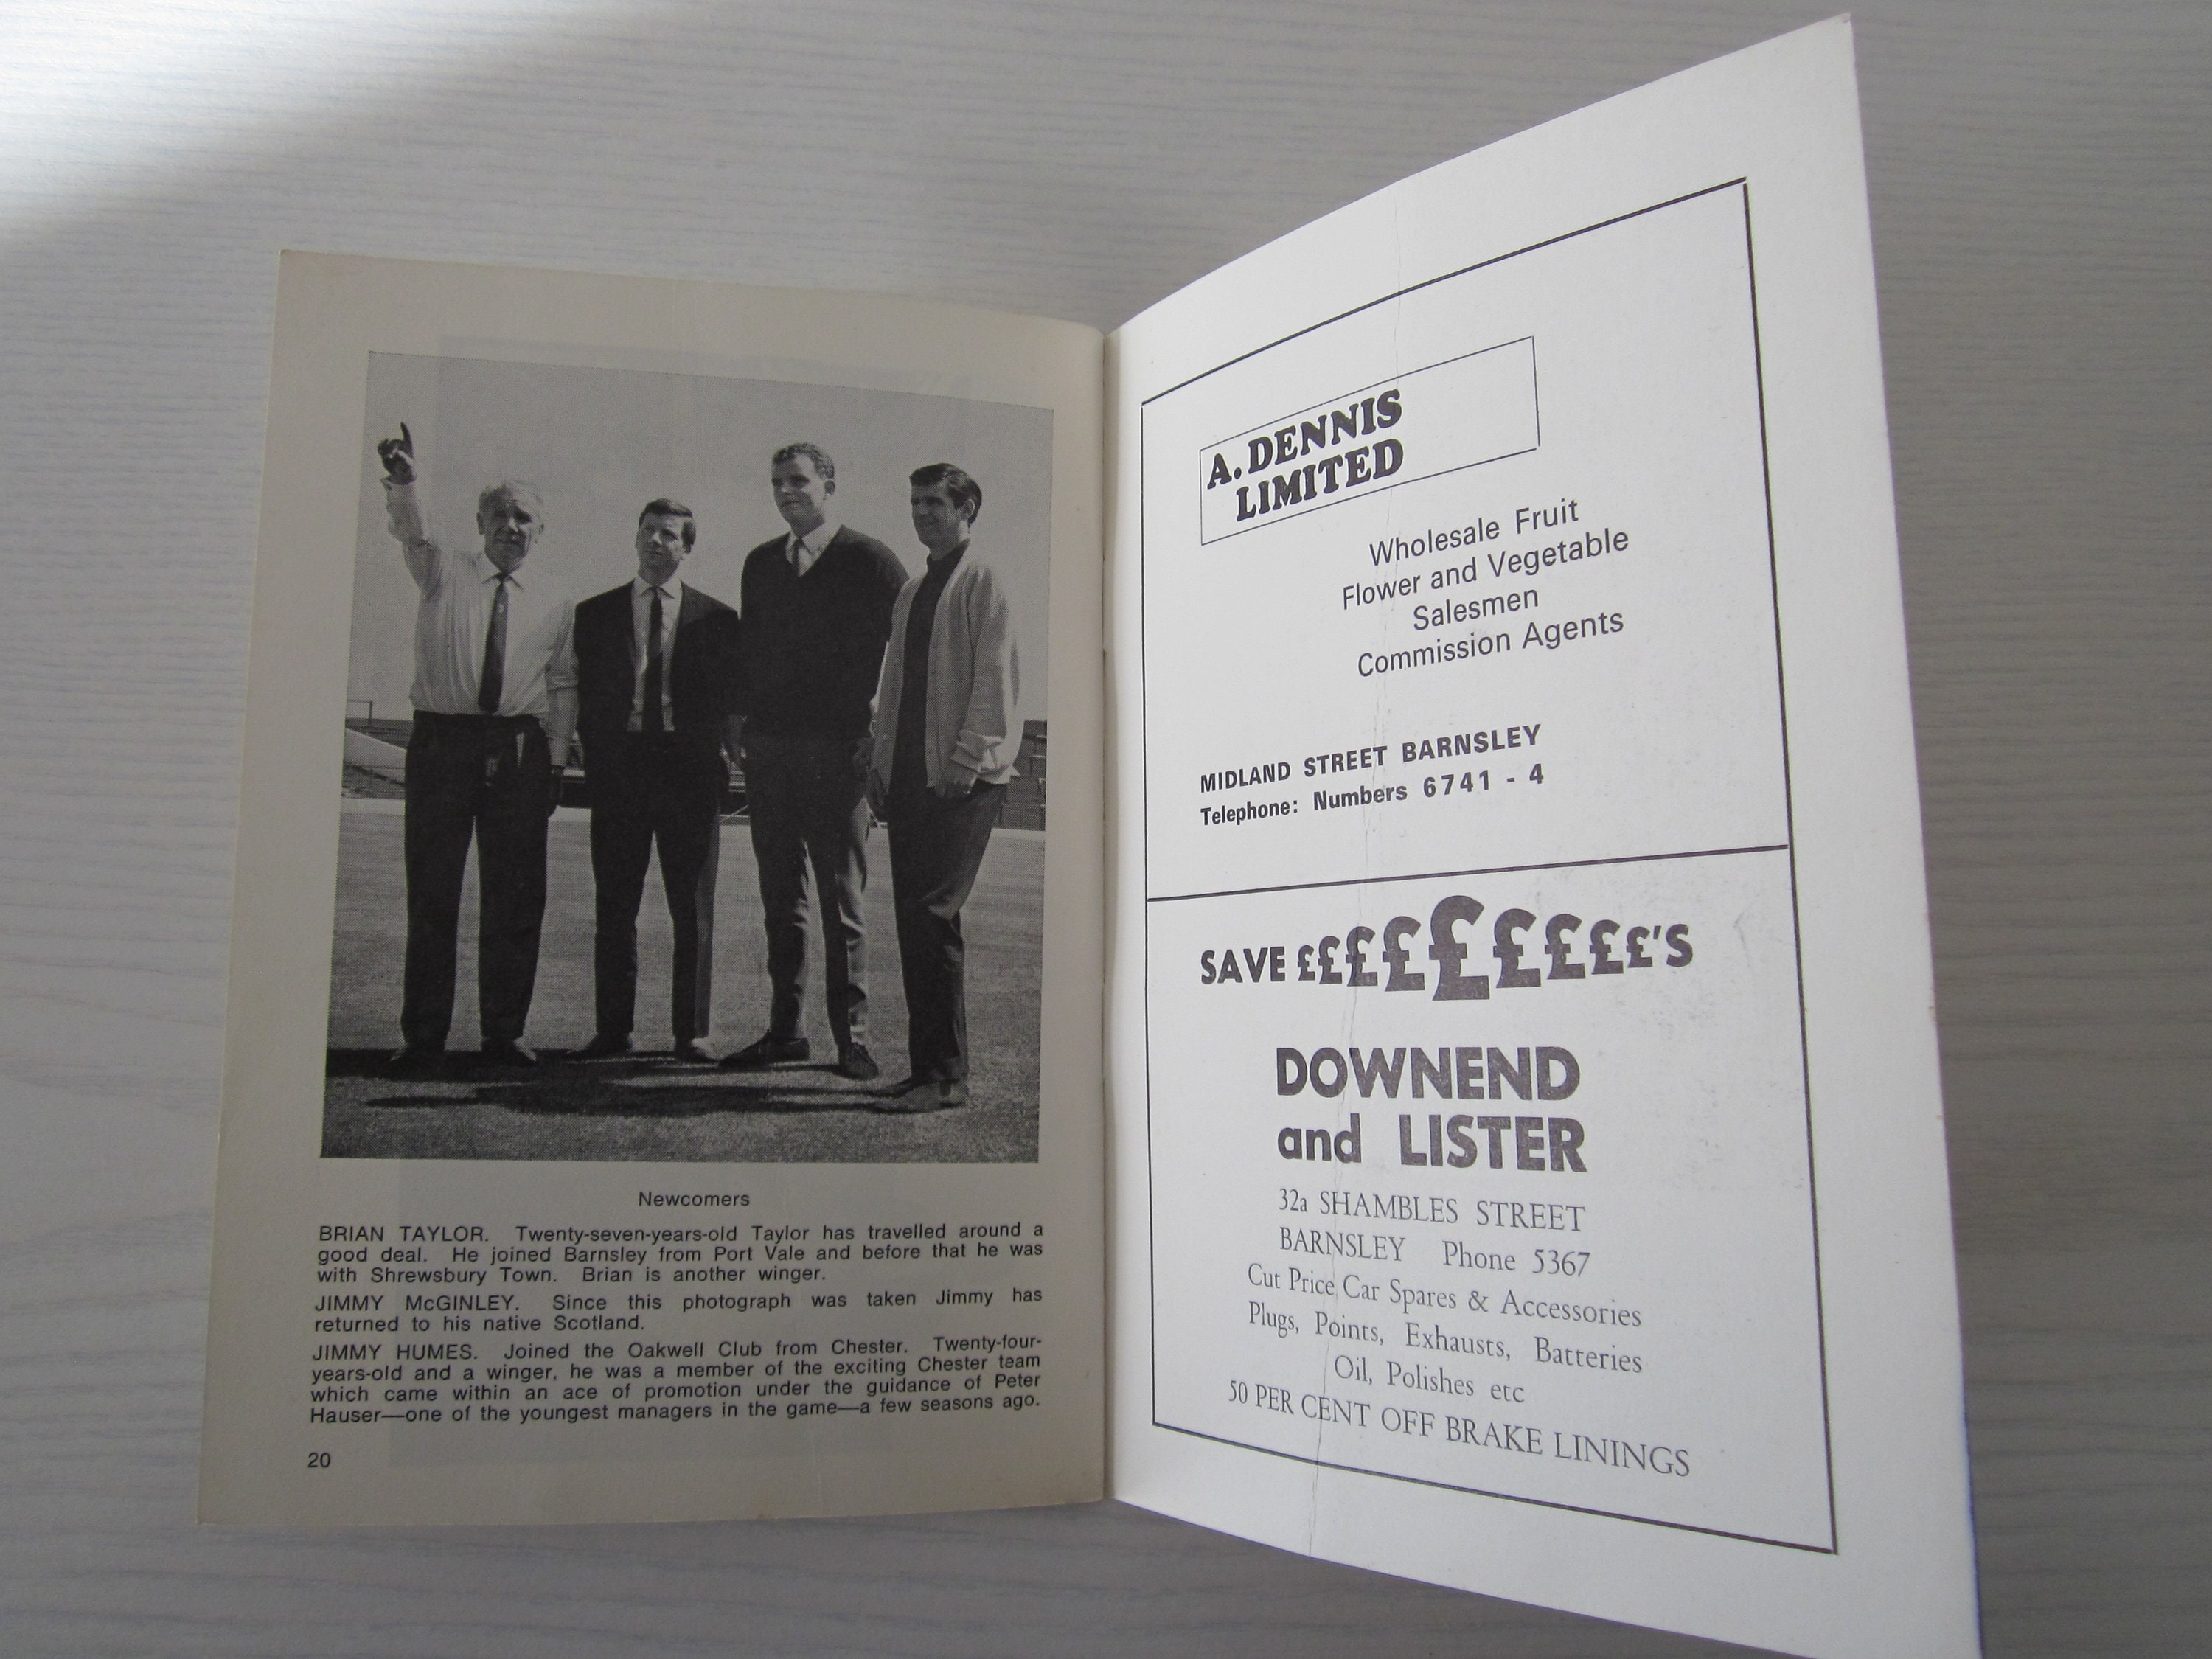 Newcomers
BRIAN TAYLOR. Twenty-seven-years-old Taylor has travelled around a
good deal. He joined Barnsley from Port Vale and before that he was
with Shrewsbury Town. Brian is another winger.
JIMMY McGINLEY. Since this photograph was taken Jimmy has
returned to his native Scotland.
JIMMY HUMES. Joined the Oakwell Club from Chester. Twenty-four-
years-old and a winger, he was a member of the exciting Chester team
which came within an ace of promotion under the guidance of Peter
Hauser—one of the youngest managers in the game—a few seasons ago.
20
A. DENNIS
LIMITED
Wholesale Fruit
Flower and Vegetable
Salesmen
Commission Agents
MIDLAND STREET BARNSLEY
Telephone: Numbers 6741 - 4
SAVE £££££££££'S
DOWNEND
and LISTER
32a SHAMBLES STREET
BARNSLEY Phone 5367
Cut Price Car Spares & Accessories
Plugs, Points, Exhausts, Batteries
Oil, Polishes etc
50 PER CENT OFF BRAKE LININGS